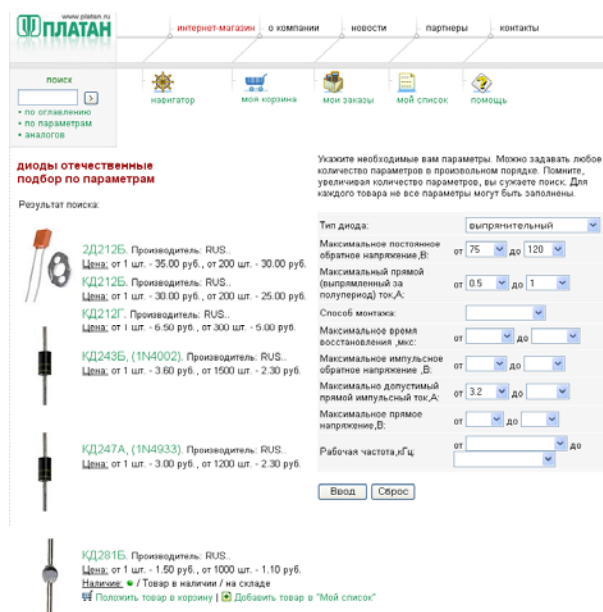 www.platan.ru
ПЛАТАН
интернет-магазин
о компании
новости
партнеры
контакты
поиск
• по оглавлению
• по параметрам
• аналогов
навигатор
моя корзина
мои заказы
мой список
помощь
диоды отечественные
подбор по параметрам
Результат поиска:
2Д212Б. Производитель: RUS..
Цена: от 1 шт. - 35.00 руб., от 200 шт. - 30.00 руб.
КД212Б. Производитель: RUS..
Цена: от 1 шт. - 30.00 руб., от 200 шт. - 25.00 руб.
КД212Г. Производитель: RUS..
Цена: от 1 шт. - 6.50 руб., от 300 шт. - 5.00 руб.
КД243Б, (1N4002). Производитель: RUS..
Цена: от 1 шт. - 3.60 руб., от 1500 шт. - 2.30 руб.
КД247А, (1N4933). Производитель: RUS..
Цена: от 1 шт. - 3.00 руб., от 1200 шт. - 2.30 руб.
КД281Б. Производитель: RUS..
Цена: от 1 шт. - 1.50 руб., от 1000 шт. - 1.10 руб.
Наличие: / Товар в наличии / на складе
Положить товар в корзину | Добавить товар в "Мой список"
Укажите необходимые вам параметры. Можно задавать любое
количество параметров в произвольном порядке. Помните,
увеличивая количество параметров, вы сужаете поиск. Для
каждого товара не все параметры могут быть заполнены.
Тип диода: выпрямительный
Максимальное постоянное
обратное напряжение,В: от 75 до 120
Максимальный прямой
(выпрямленный за
полупериод) ток,А: от 0.5 до 1
Способ монтажа:
Максимальное время
восстановления ,мкс: от до
Максимальное импульсное
обратное напряжение ,В: от до
Максимально допустимый
прямой импульсный ток,А: от 3.2 до
Максимальное прямое
напряжение,В: от до
Рабочая частота,кГц: от до
Ввод Сброс